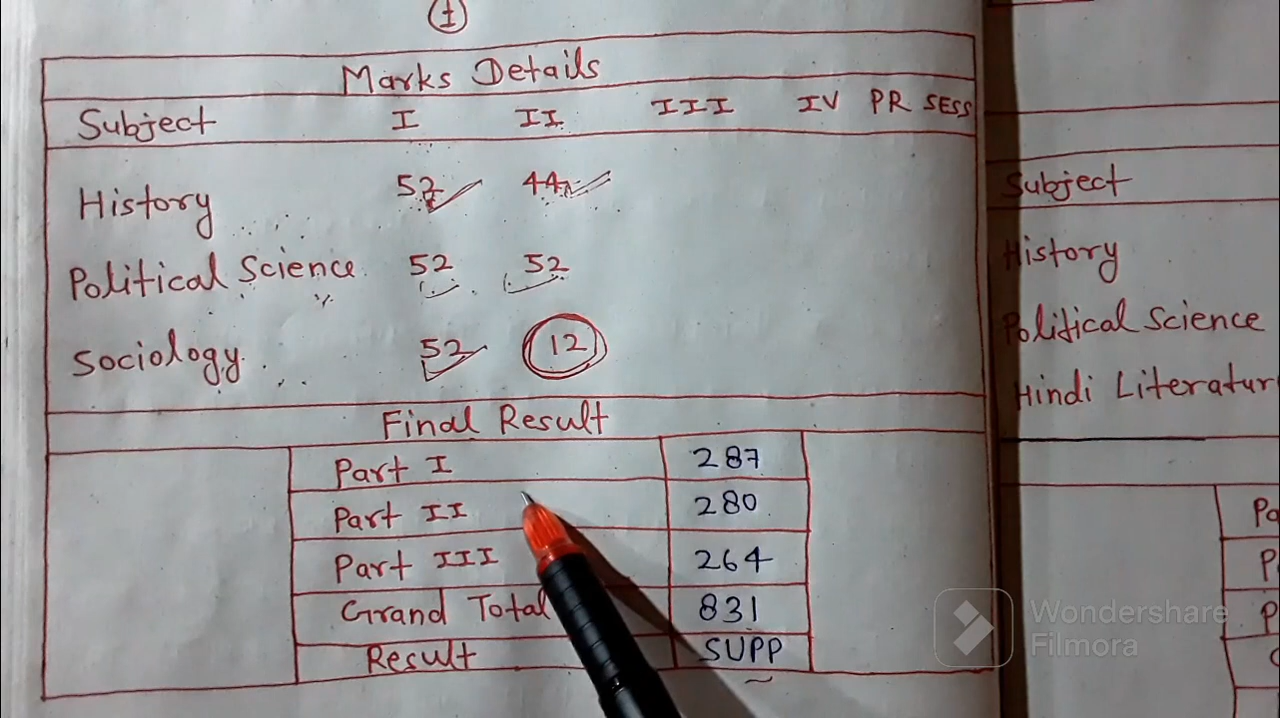 1
Marks Details
Subject I II III IV PR SESS
History 52 44
Political Science 52 52
Sociology 52 12
Final Result
Part I 287
Part II 280
Part III 264
Grand Total 831
Result SUPP
Subject
History
Political Science
Hindi Literatur
Wondershare
Filmora